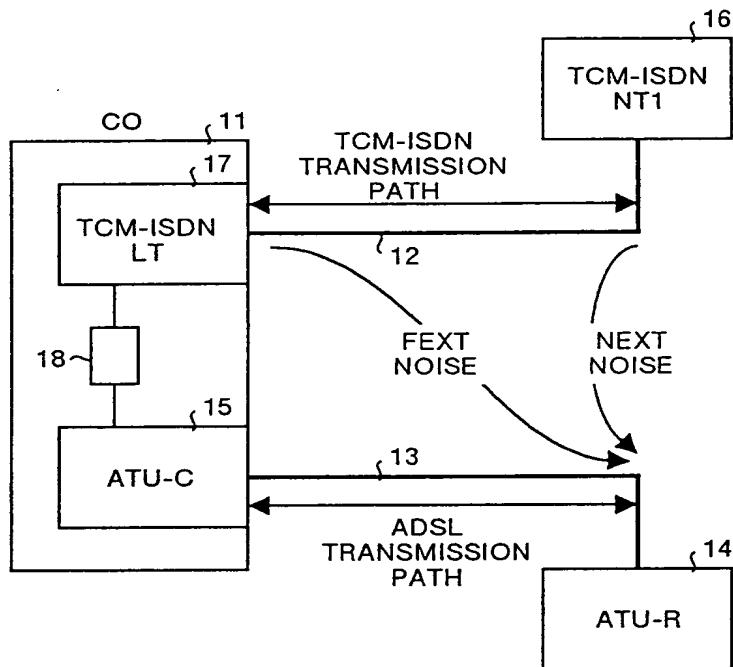 16
TCM-ISDN
NT1
CO
11
TCM-ISDN
TRANSMISSION
PATH
17
TCM-ISDN
LT
12
FEXT
NOISE
NEXT
NOISE
18
15
ATU-C
13
ADSL
TRANSMISSION
PATH
14
ATU-R